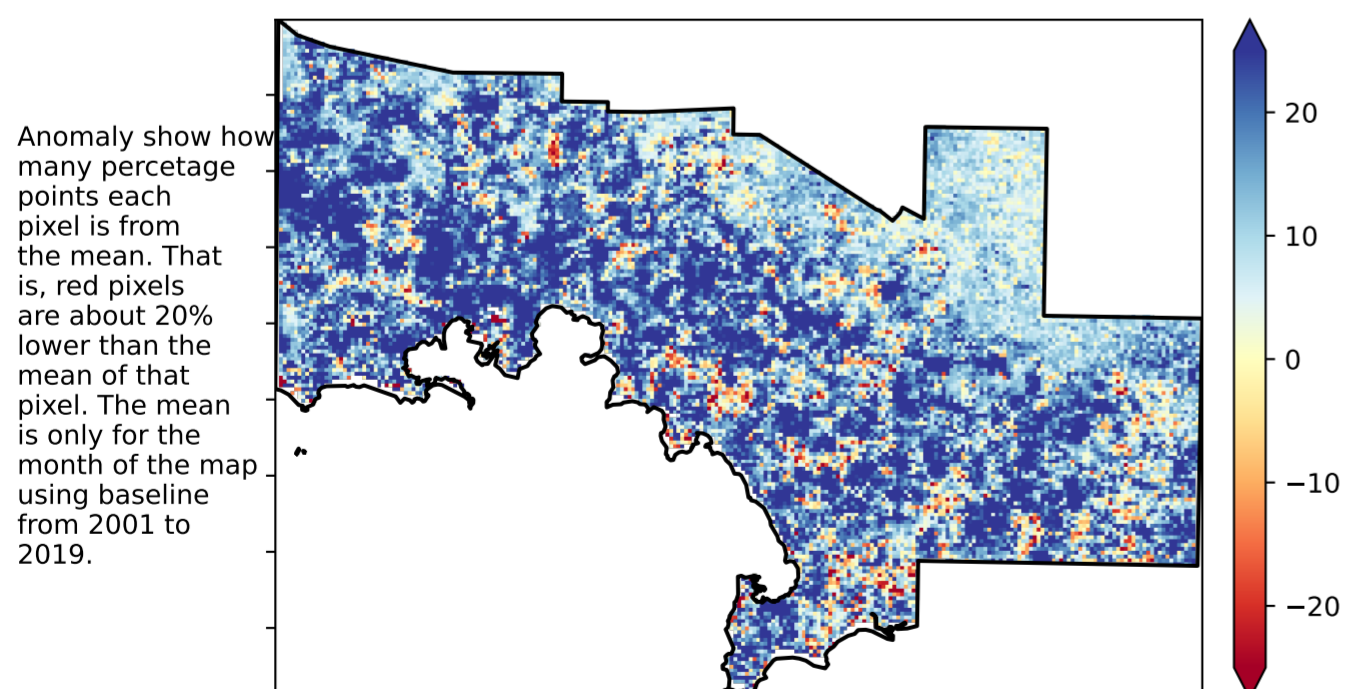 Anomaly show how
many percetage
points each
pixel is from
the mean. That
is, red pixels
are about 20%
lower than the
mean of that
pixel. The mean
is only for the
month of the map
using baseline
from 2001 to
2019.
20
10
0
−10
−20